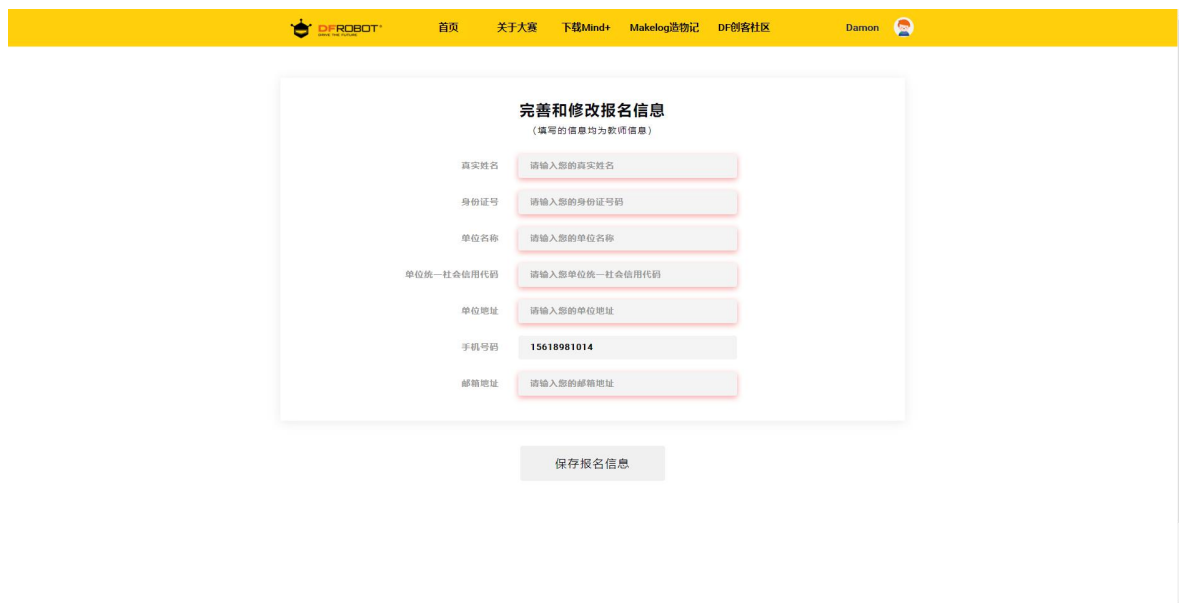 DFROBOT
DRIVE THE FUTURE
首页 关于大赛 下载Mind+ Makelog造物记 DF创客社区 Damon
完善和修改报名信息
（填写的信息均为教师信息）
真实姓名 请输入您的真实姓名
身份证号 请输入您的身份证号码
单位名称 请输入您的单位名称
单位统一社会信用代码 请输入您单位统一社会信用代码
单位地址 请输入您的单位地址
手机号码 15618981014
邮箱地址 请输入您的邮箱地址
保存报名信息